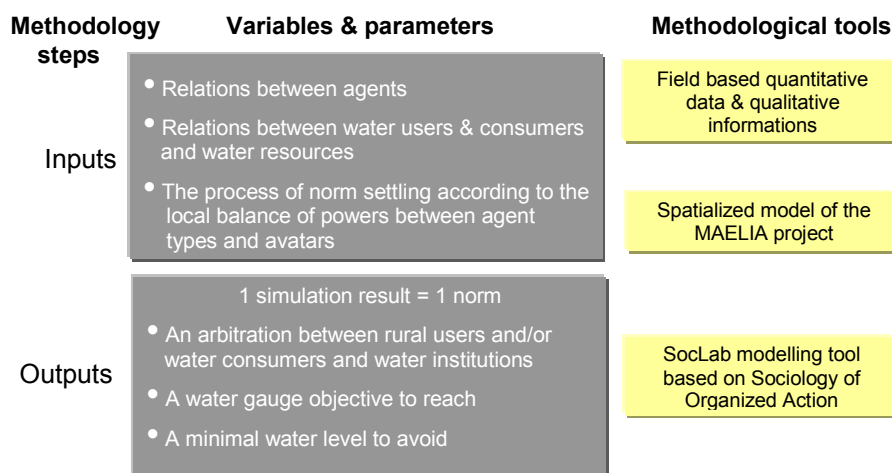 Methodology steps
Variables & parameters
Methodological tools
Inputs
• Relations between agents
• Relations between water users & consumers
and water resources
• The process of norm settling according to the
local balance of powers between agent
types and avatars
Field based quantitative
data & qualitative
informations
Spatialized model of the
MAELIA project
Outputs
1 simulation result = 1 norm
• An arbitration between rural users and/or
water consumers and water institutions
• A water gauge objective to reach
• A minimal water level to avoid
SocLab modelling tool
based on Sociology of
Organized Action